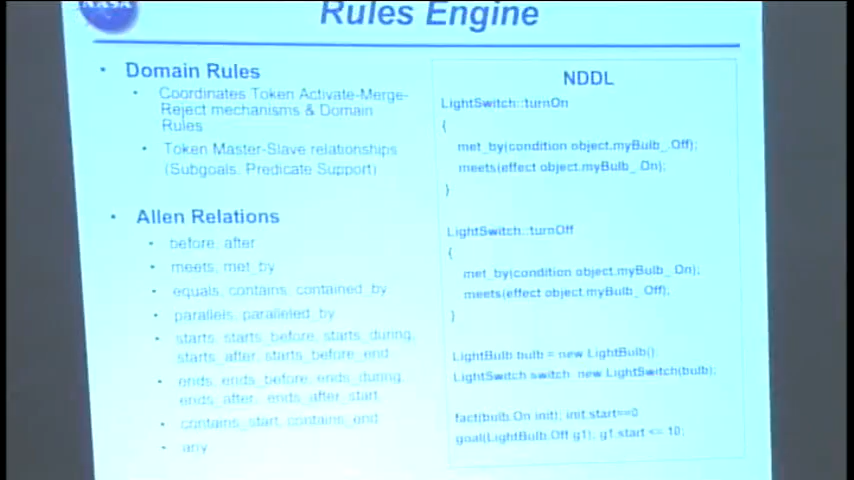 NASA
Rules Engine
• Domain Rules
• Coordinates Token Activate-Merge-
Reject mechanisms & Domain
Rules
• Token Master-Slave relationships
(Subgoals, Predicate Support)
• Allen Relations
• before, after
• meets, met_by
• equals, contains, contained_by
• parallels, paralleled_by
• starts, starts_before, starts_during,
starts_after, starts_before_end
• ends, ends_before, ends_during,
ends_after, ends_after_start
• contains_start, contains_end
• any
NDDL
LightSwitch::turnOn
{
met_by(condition object.myBulb_.Off);
meets(effect object.myBulb_.On);
}
LightSwitch::turnOff
{
met_by(condition object.myBulb_.On);
meets(effect object.myBulb_.Off);
}
LightBulb bulb = new LightBulb();
LightSwitch switch new LightSwitch(bulb);
fact(bulb.On init); init.start==0
goal(LightBulb.Off g1); g1.start <= 10;